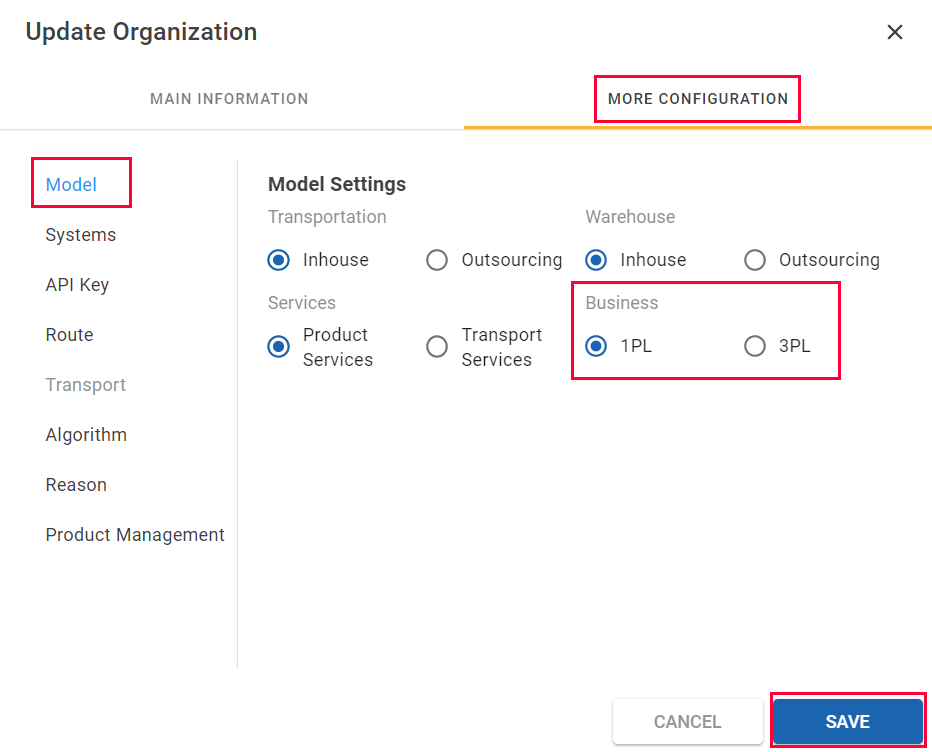 Update Organization
MAIN INFORMATION
MORE CONFIGURATION
Model
Systems
API Key
Route
Transport
Algorithm
Reason
Product Management
Model Settings
Transportation
Inhouse
Outsourcing
Warehouse
Inhouse
Outsourcing
Services
Product
Services
Transport
Services
Business
1PL
3PL
CANCEL
SAVE